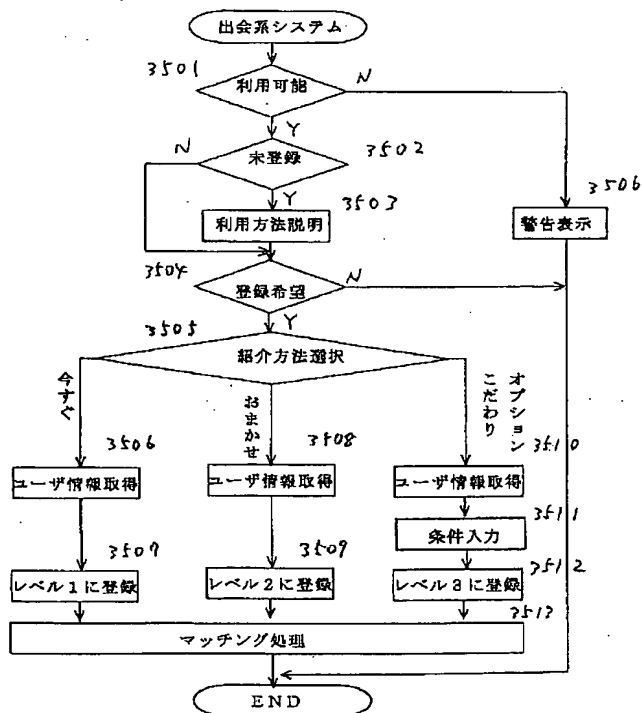 出会系システム
3501
利用可能
N
Y
N
未登録
3502
Y
3503
3506
利用方法説明
警告表示
3504
登録希望
N
3505
Y
紹介方法選択
今すぐ
おまかせ
オプション
こだわり
3506
3508
3510
ユーザ情報取得
ユーザ情報取得
ユーザ情報取得
3511
条件入力
3507
3509
3512
レベル1に登録
レベル2に登録
レベル3に登録
3513
マッチング処理
END